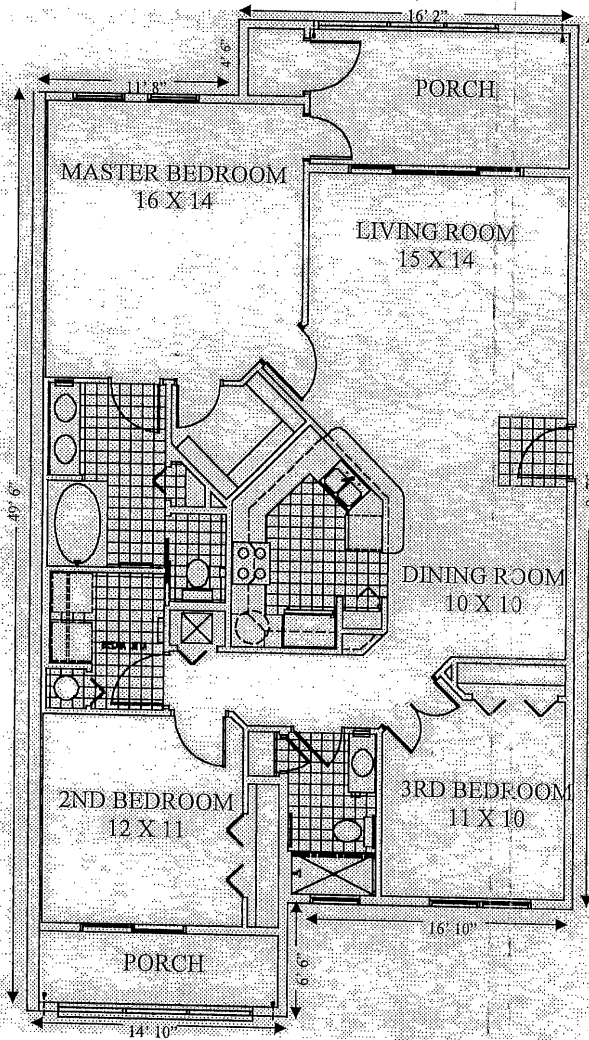 16' 2"
4' 6"
11' 8"
PORCH
MASTER BEDROOM
16 X 14
LIVING ROOM
15 X 14
49' 6"
DINING ROOM
10 X 10
2ND BEDROOM
12 X 11
3RD BEDROOM
11 X 10
16' 10"
PORCH
6' 6"
14' 10"